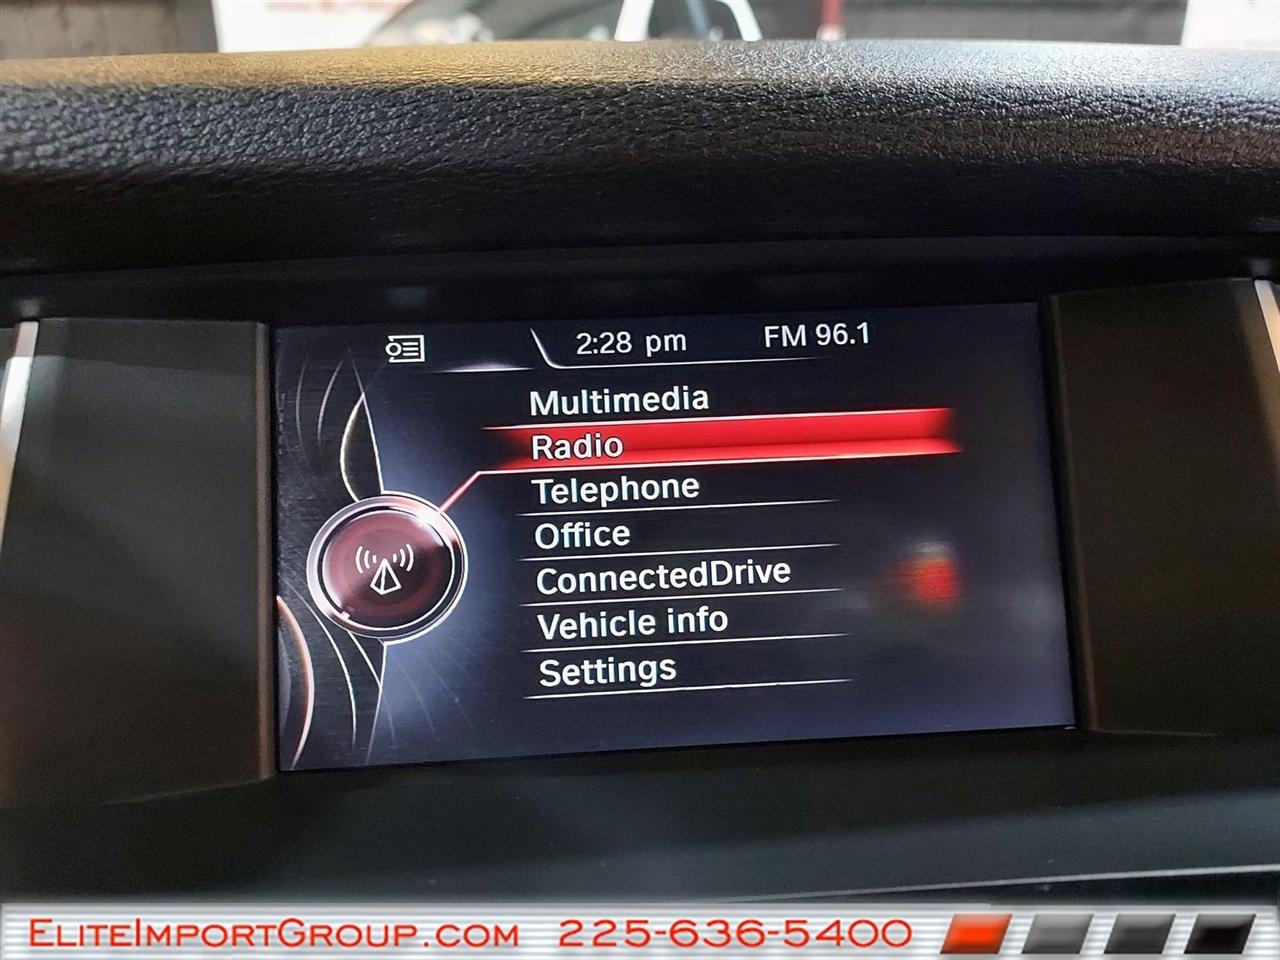 2:28 pm FM 96.1
Multimedia
Radio
Telephone
Office
ConnectedDrive
Vehicle info
Settings
EliteImportGroup.com 225-636-5400